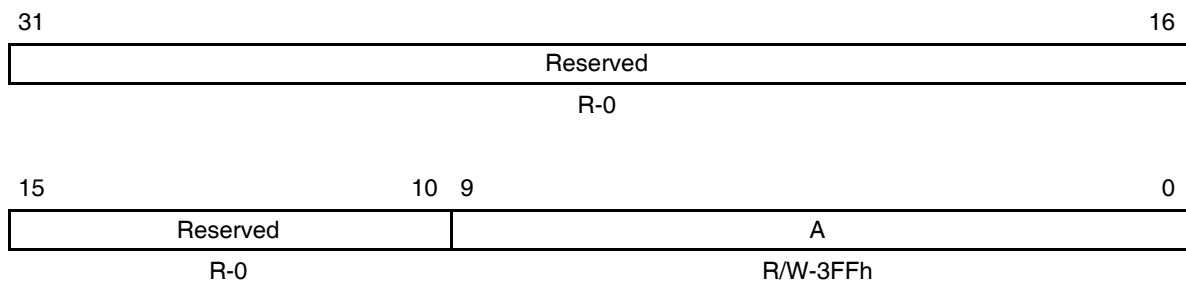 31 16
Reserved
R-0
15 10 9 0
Reserved A
R-0 R/W-3FFh